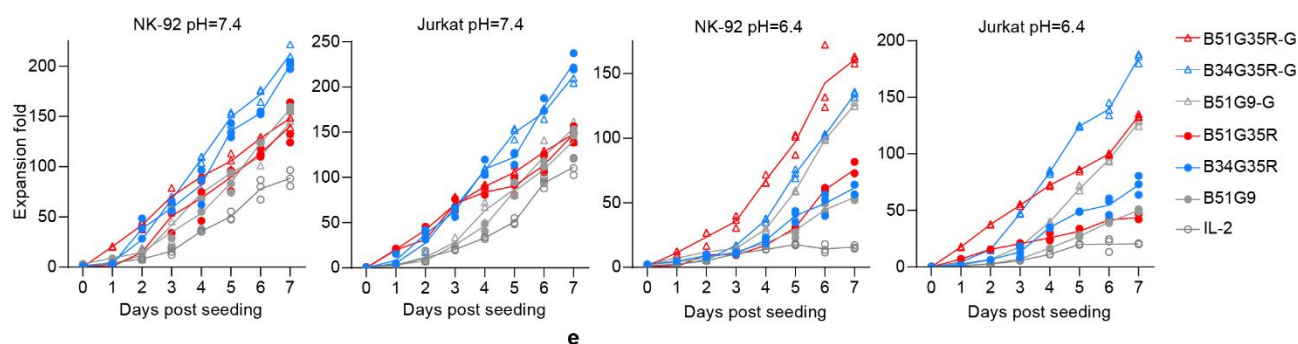 NK-92 pH=7.4
Jurkat pH=7.4
NK-92 pH=6.4
Jurkat pH=6.4
Expansion fold
200
150
100
50
0
0 1 2 3 4 5 6 7
Days post seeding
250
200
150
100
50
0
0 1 2 3 4 5 6 7
Days post seeding
150
100
50
0
0 1 2 3 4 5 6 7
Days post seeding
200
150
100
50
0
0 1 2 3 4 5 6 7
Days post seeding
B51G35R-G
B34G35R-G
B51G9-G
B51G35R
B34G35R
B51G9
IL-2
e